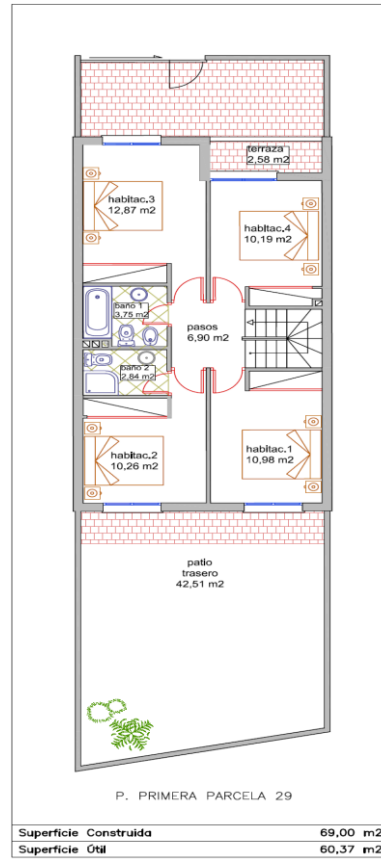 terraza
2,58 m2
habitac.3
12,87 m2
habitac.4
10,19 m2
bano 1
3,75 m2
pasos
6,90 m2
bano 2
2,84 m2
habitac.2
10,26 m2
habitac.1
10,98 m2
patio
trasero
42,51 m2
P. PRIMERA PARCELA 29
Superficie Construida 69,00 m2
Superficie Útil 60,37 m2